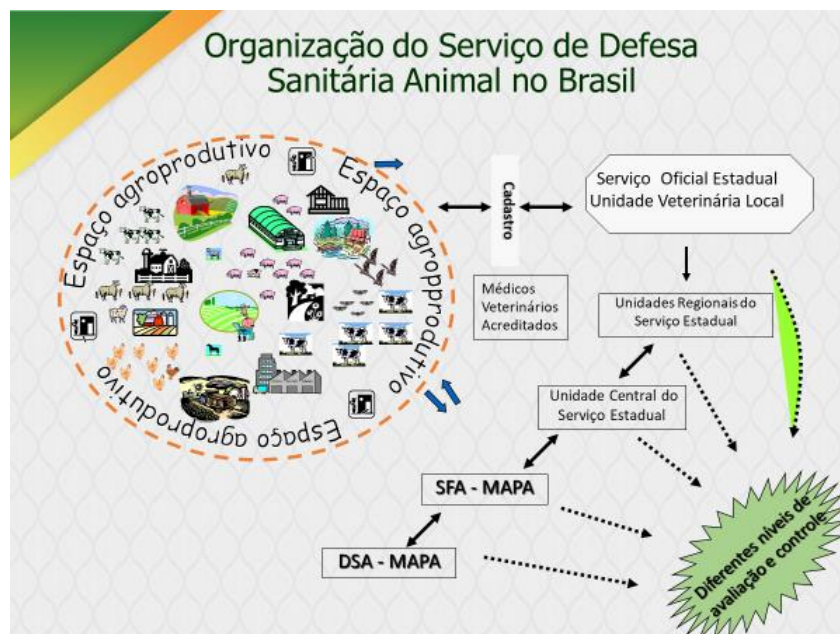 Organização do Serviço de Defesa
Sanitária Animal no Brasil
Espaço agroprodutivo
Espaço agropprodutivo
Espaço agroprodutivo
Cadastro
Serviço Oficial Estadual
Unidade Veterinária Local
Médicos
Veterinários
Acreditados
Unidades Regionais do
Serviço Estadual
Unidade Central do
Serviço Estadual
SFA - MAPA
DSA - MAPA
Diferentes níveis de
avaliação e controle